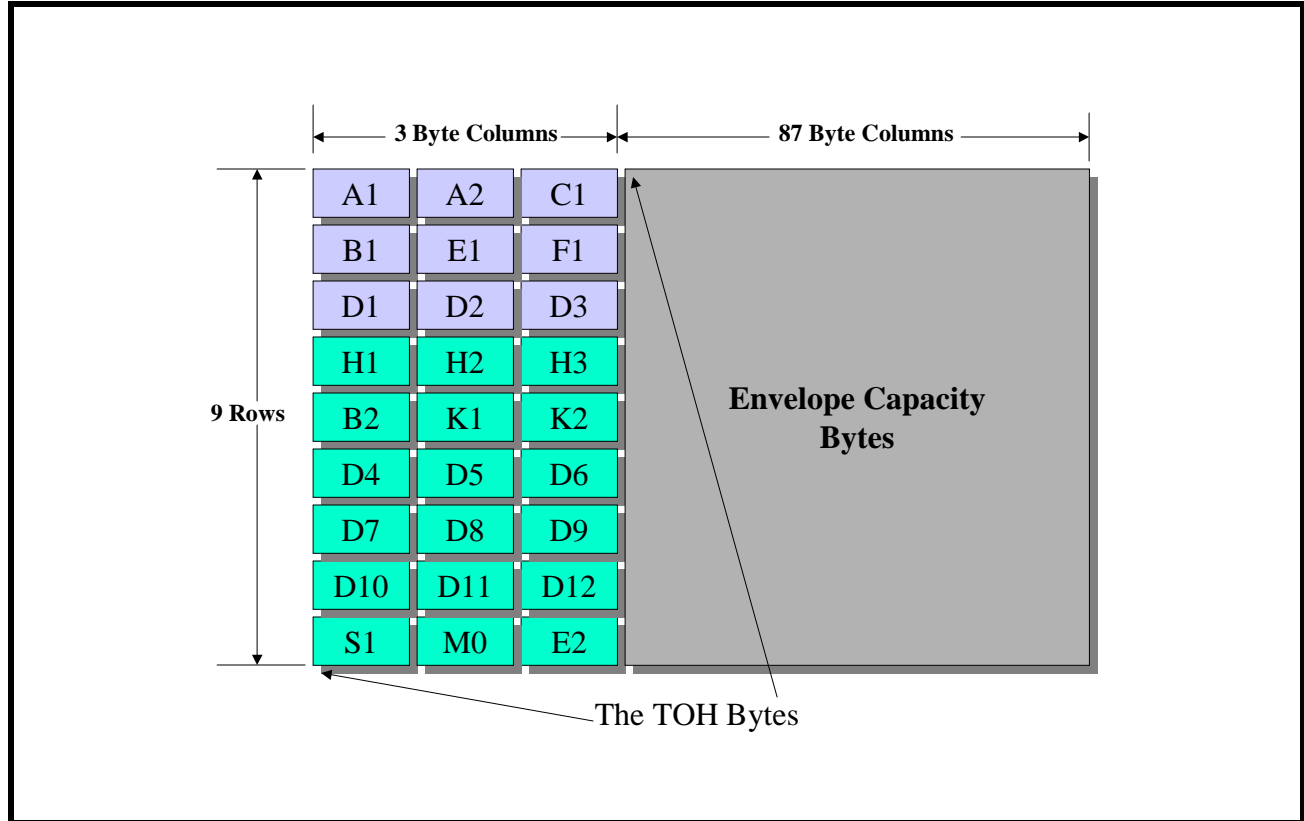 3 Byte Columns 87 Byte Columns
A1 A2 C1
B1 E1 F1
D1 D2 D3
H1 H2 H3
9 Rows
B2 K1 K2
Envelope Capacity
Bytes
D4 D5 D6
D7 D8 D9
D10 D11 D12
S1 M0 E2
The TOH Bytes